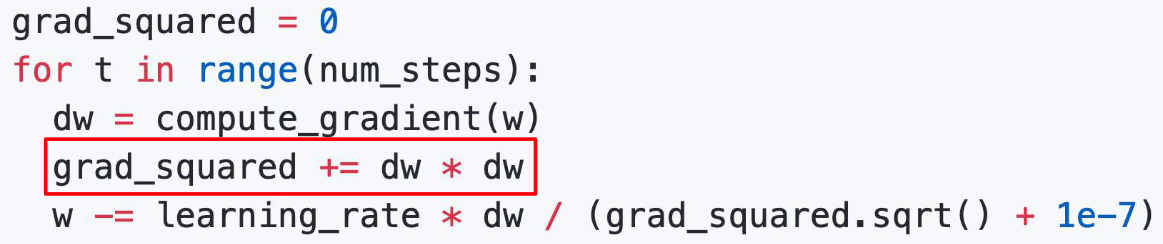 grad_squared = 0
for t in range(num_steps):
  dw = compute_gradient(w)
  grad_squared += dw * dw
  w -= learning_rate * dw / (grad_squared.sqrt() + 1e-7)